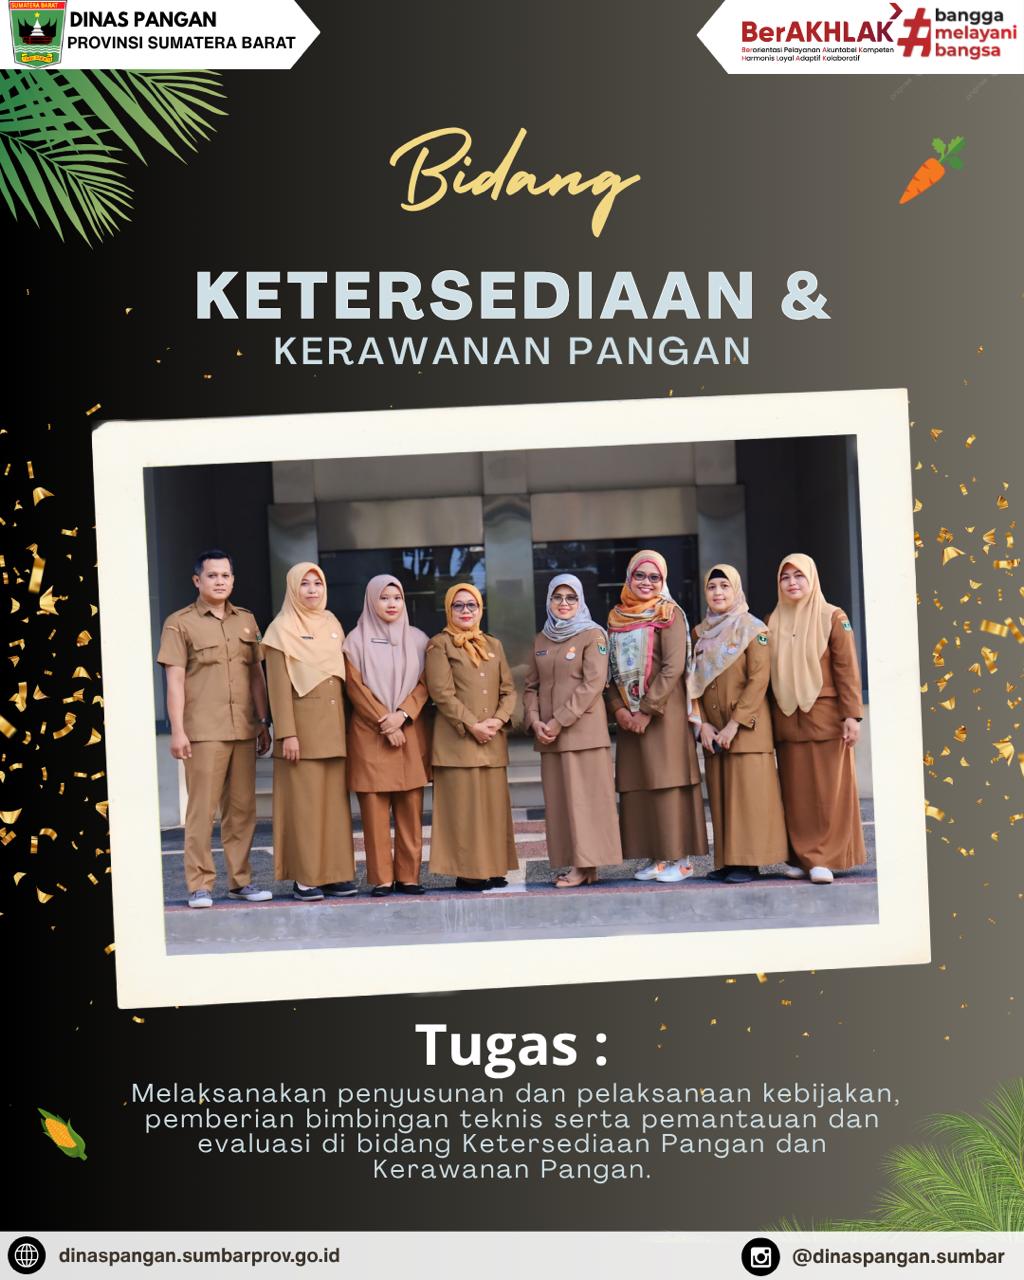 SUMATERA BARAT
DINAS PANGAN
PROVINSI SUMATERA BARAT
BerAKHLAK
Berorientasi Pelayanan Akuntabel Kompeten
Harmonis Loyal Adaptif Kolaboratif
#
bangga
melayani
bangsa
Bidang
KETERSEDIAAN &
KERAWANAN PANGAN
Tugas :
Melaksanakan penyusunan dan pelaksanaan kebijakan,
pemberian bimbingan teknis serta pemantauan dan
evaluasi di bidang Ketersediaan Pangan dan
Kerawanan Pangan.
dinaspangan.sumbarprov.go.id
@dinaspangan.sumbar